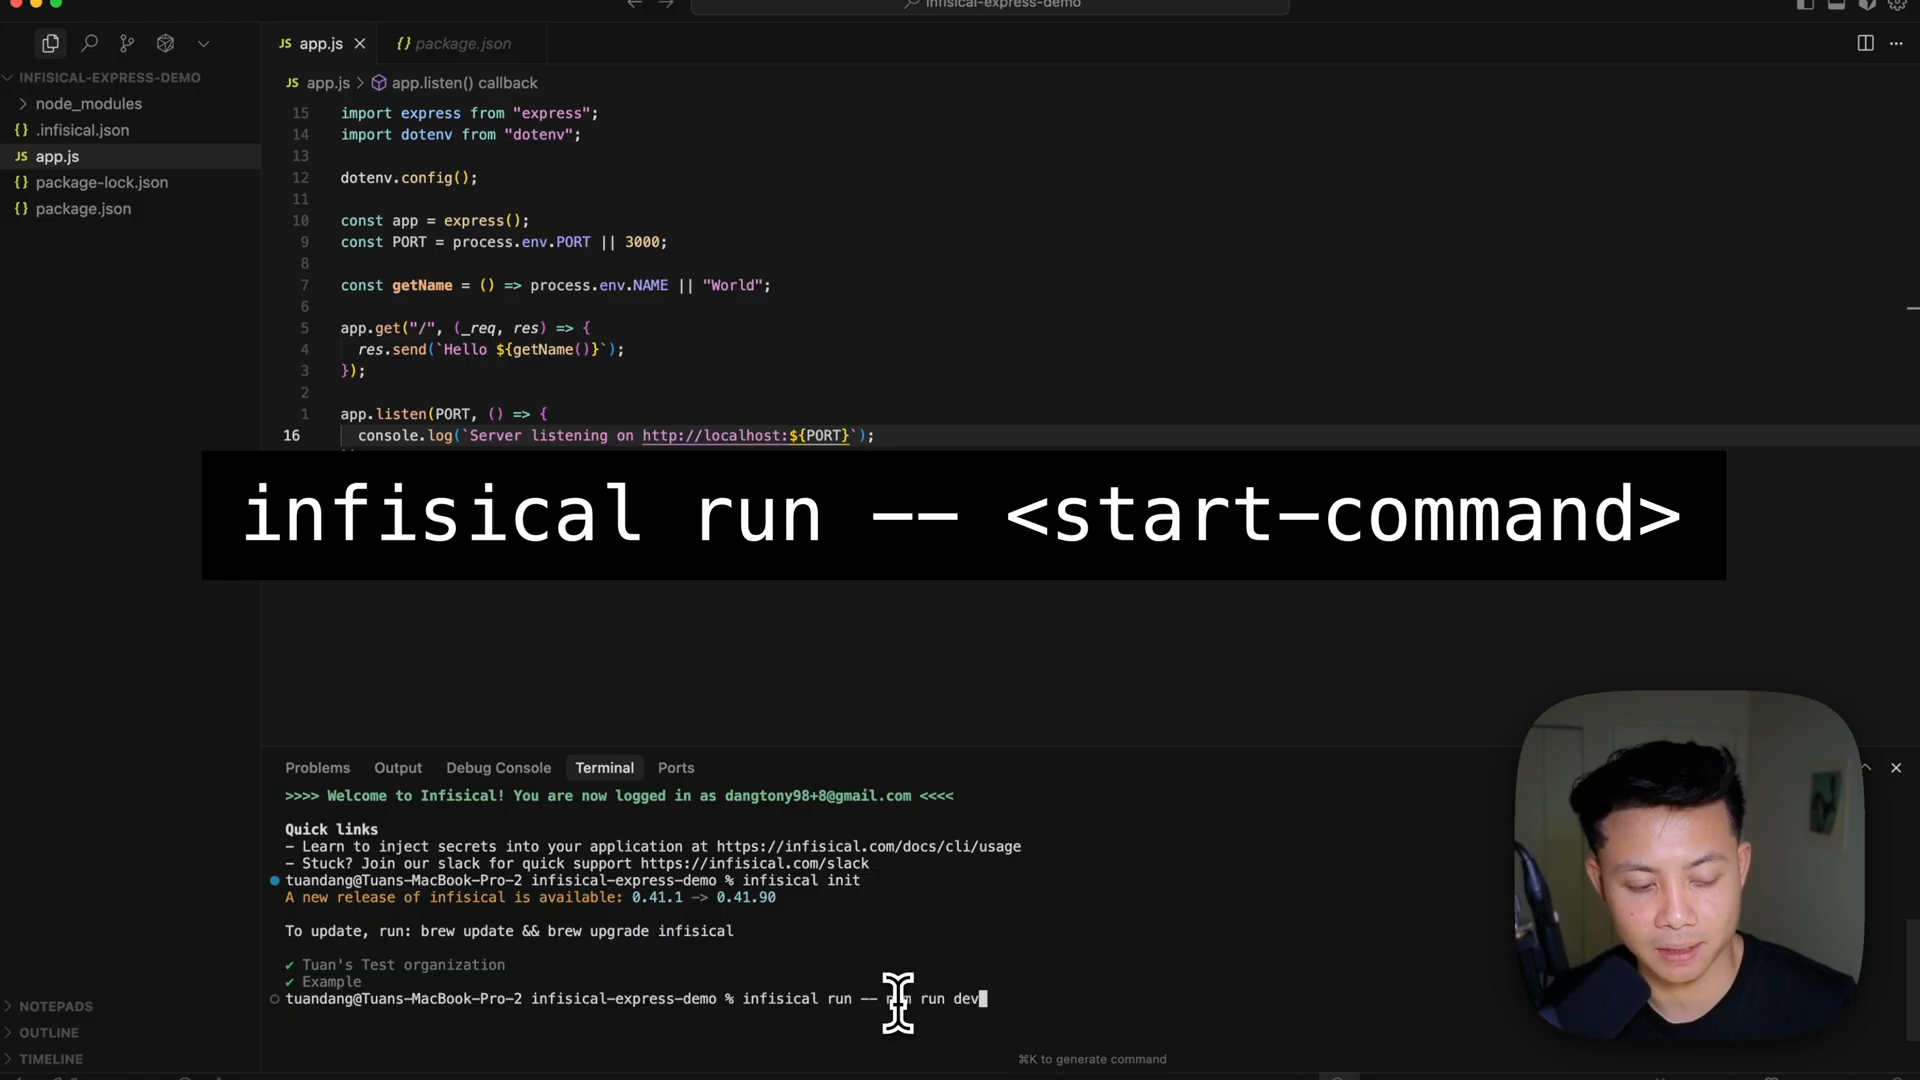 infisical-express-demo
JS app.js
{} package.json
INFISICAL-EXPRESS-DEMO
node_modules
{} .infisical.json
JS app.js
{} package-lock.json
{} package.json
JS app.js > app.listen() callback
15 import express from "express";
14 import dotenv from "dotenv";
13
12 dotenv.config();
11
10 const app = express();
9 const PORT = process.env.PORT || 3000;
8
7 const getName = () => process.env.NAME || "World";
6
5 app.get("/", (_req, res) => {
4 res.send(`Hello ${getName()}`);
3 });
2
1 app.listen(PORT, () => {
16 console.log(`Server listening on http://localhost:${PORT}`);
infisical run -- <start-command>
Problems Output Debug Console Terminal Ports
>>>> Welcome to Infisical! You are now logged in as dangtony98+8@gmail.com <<<<
Quick links
- Learn to inject secrets into your application at https://infisical.com/docs/cli/usage
- Stuck? Join our slack for quick support https://infisical.com/slack
tuandang@Tuans-MacBook-Pro-2 infisical-express-demo % infisical init
A new release of infisical is available: 0.41.1 -> 0.41.90
To update, run: brew update && brew upgrade infisical
✔ Tuan's Test organization
✔ Example
tuandang@Tuans-MacBook-Pro-2 infisical-express-demo % infisical run -- run dev
⌘K to generate command
NOTEPADS
OUTLINE
TIMELINE